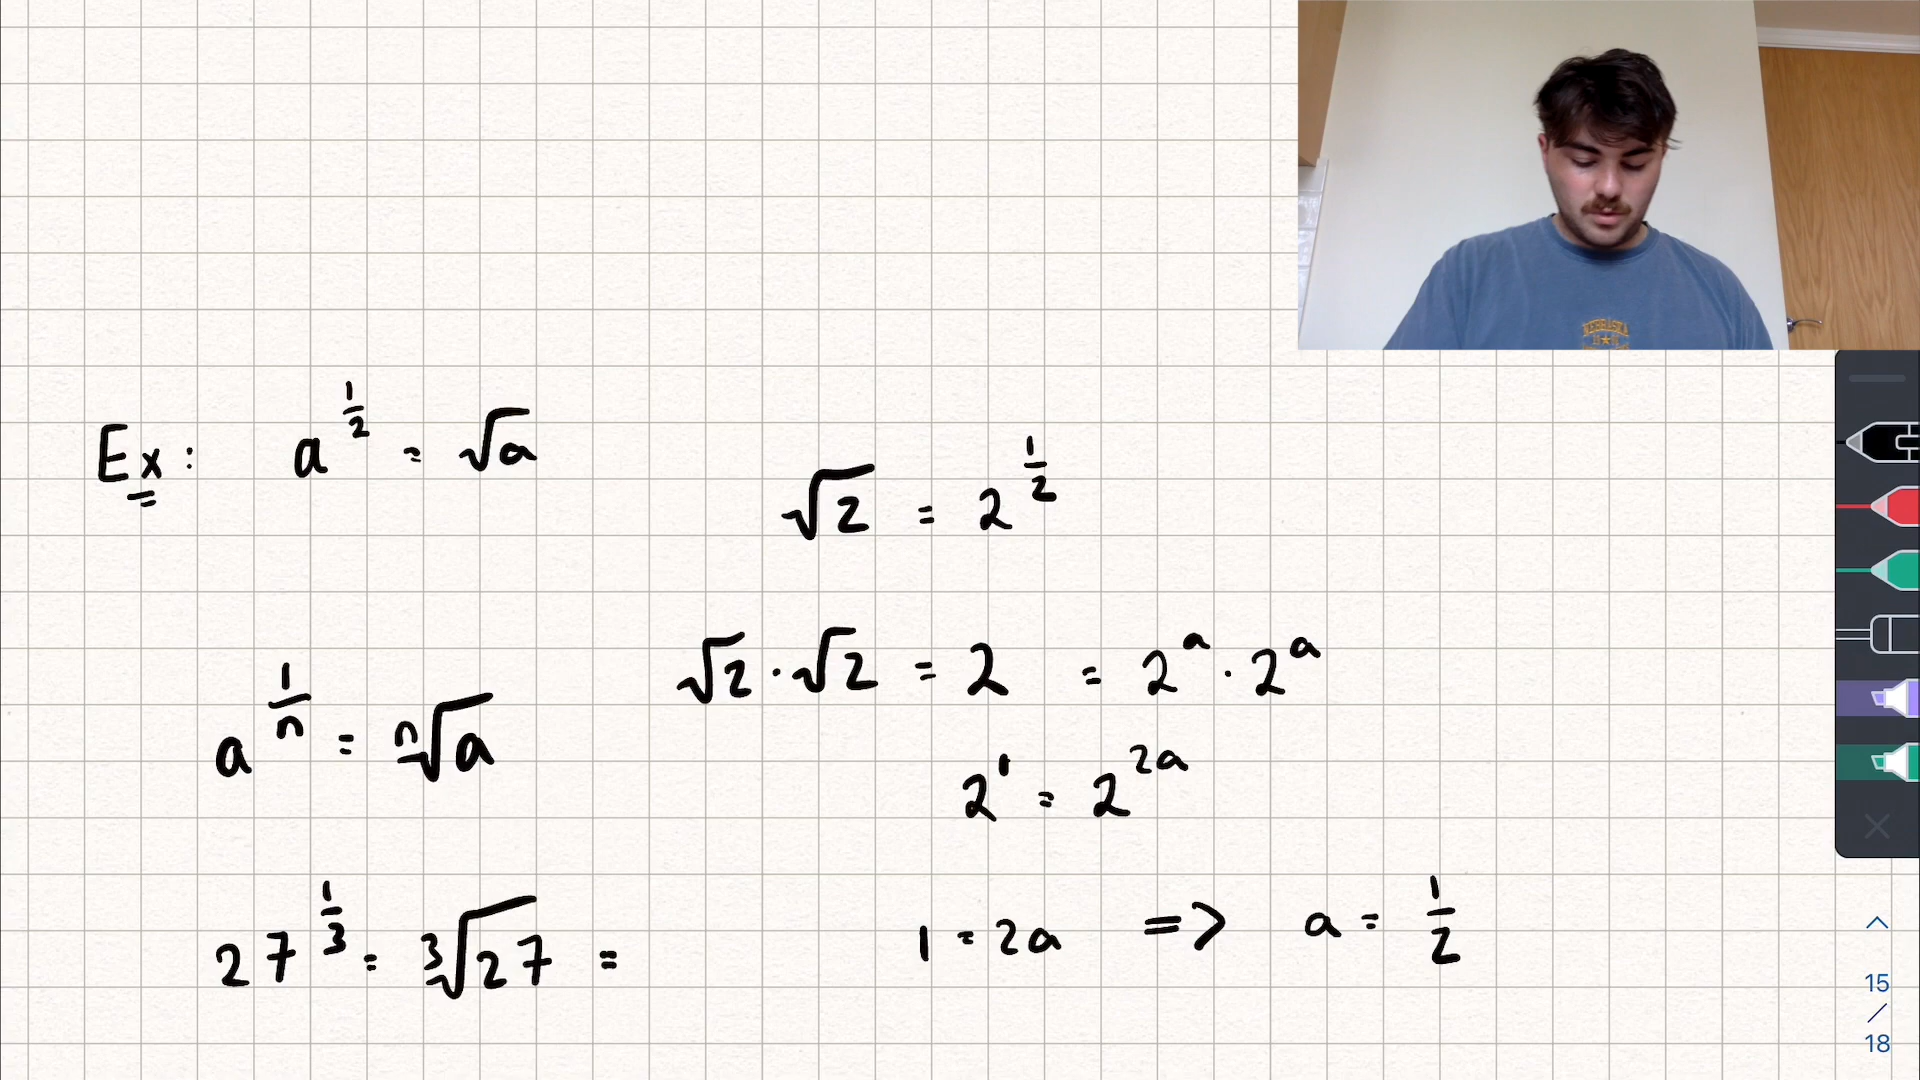 NEBRASKA
Ex: a^{1/2} = √a
√2 = 2^{1/2}
√2 · √2 = 2 = 2^a · 2^a
a^{1/n} = ⁿ√a
2^1 = 2^{2a}
27^{1/3} = ³√27 =
1 = 2a => a = 1/2
15
/
18